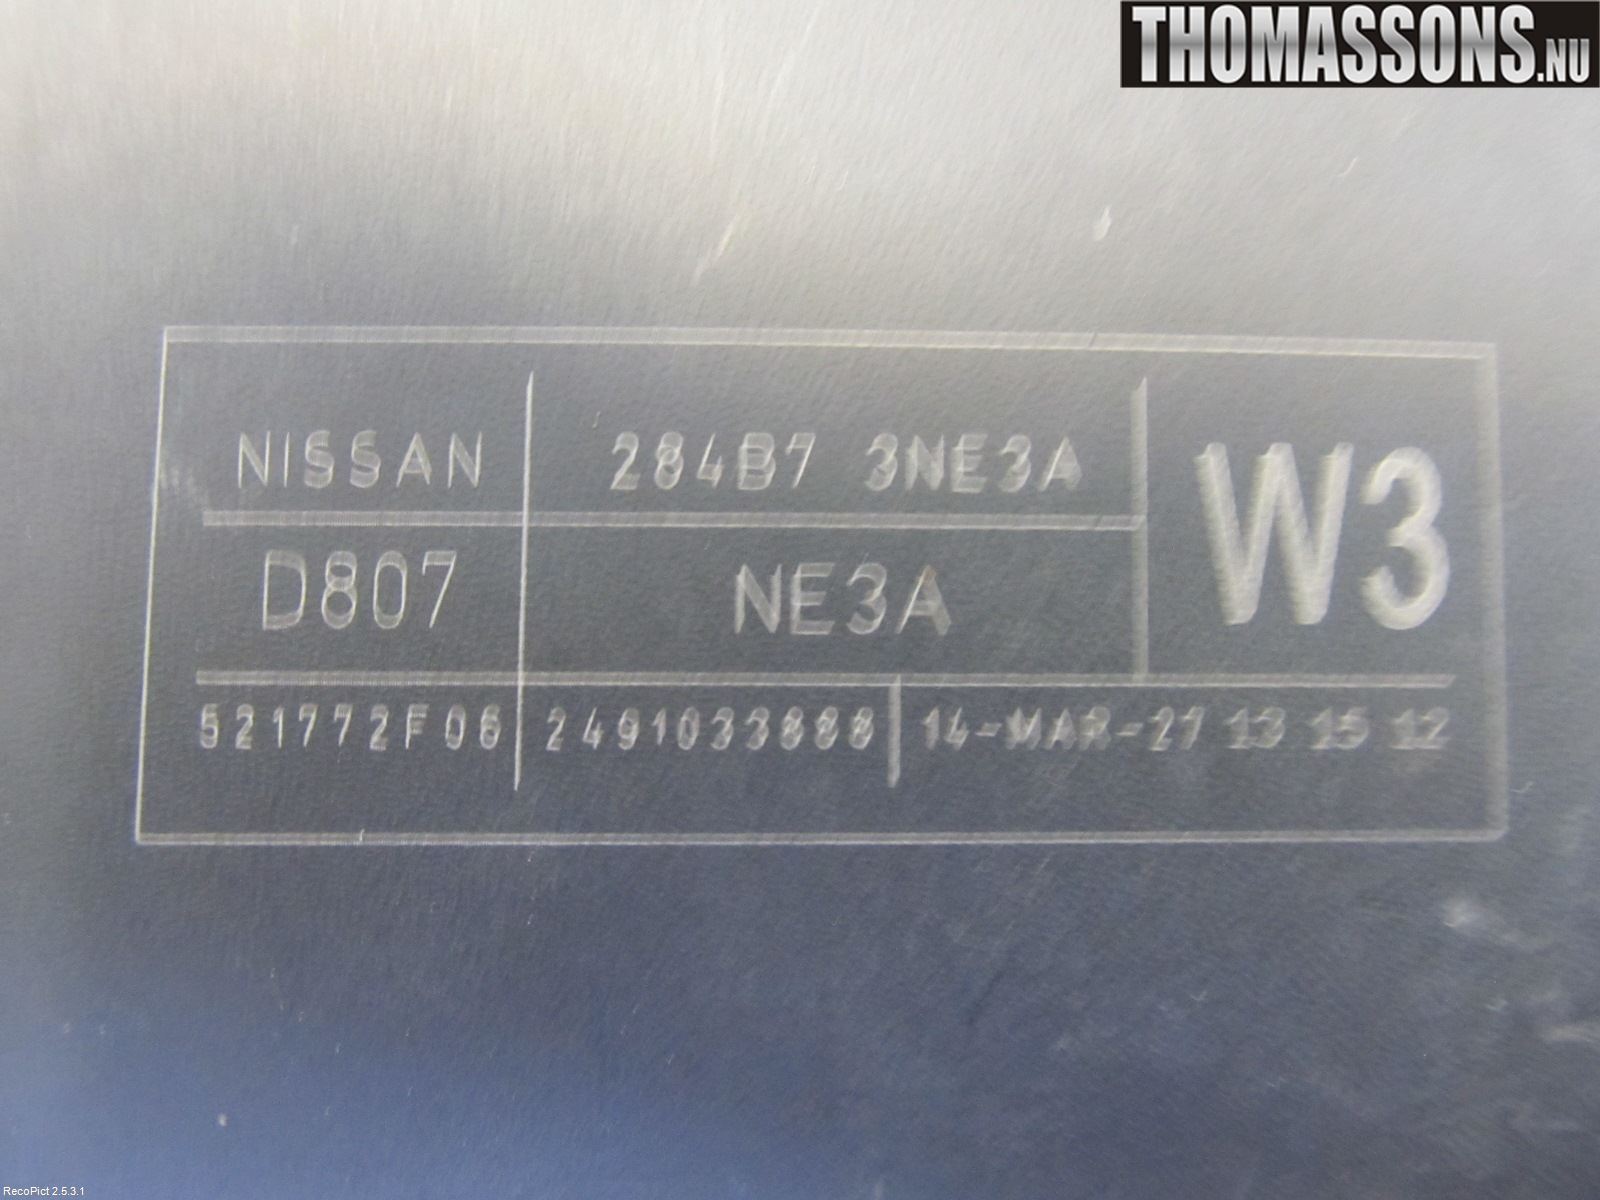 THOMASSONS.NU
NISSAN 284B7 3NE3A W3
D807 NE3A
521772F06 2491033888 14-MAR-27 13 15 12
RecoPict 2.5.3.1